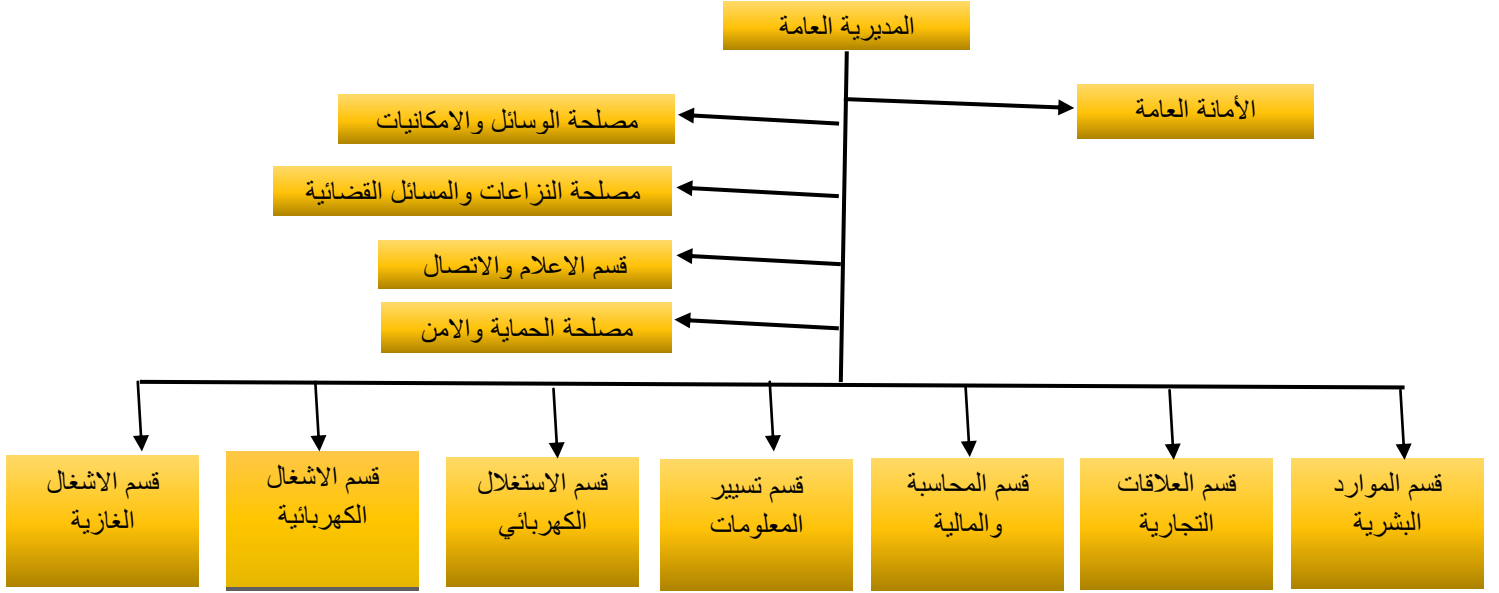 المديرية العامة
الأمانة العامة
مصلحة الوسائل والامكانيات
مصلحة النزاعات والمسائل القضائية
قسم الاعلام والاتصال
مصلحة الحماية والامن
قسم الموارد
البشرية
قسم العلاقات
التجارية
قسم المحاسبة
والمالية
قسم تسيير
المعلومات
قسم الاستغلال
الكهربائي
قسم الاشغال
الكهربائية
قسم الاشغال
الغازية